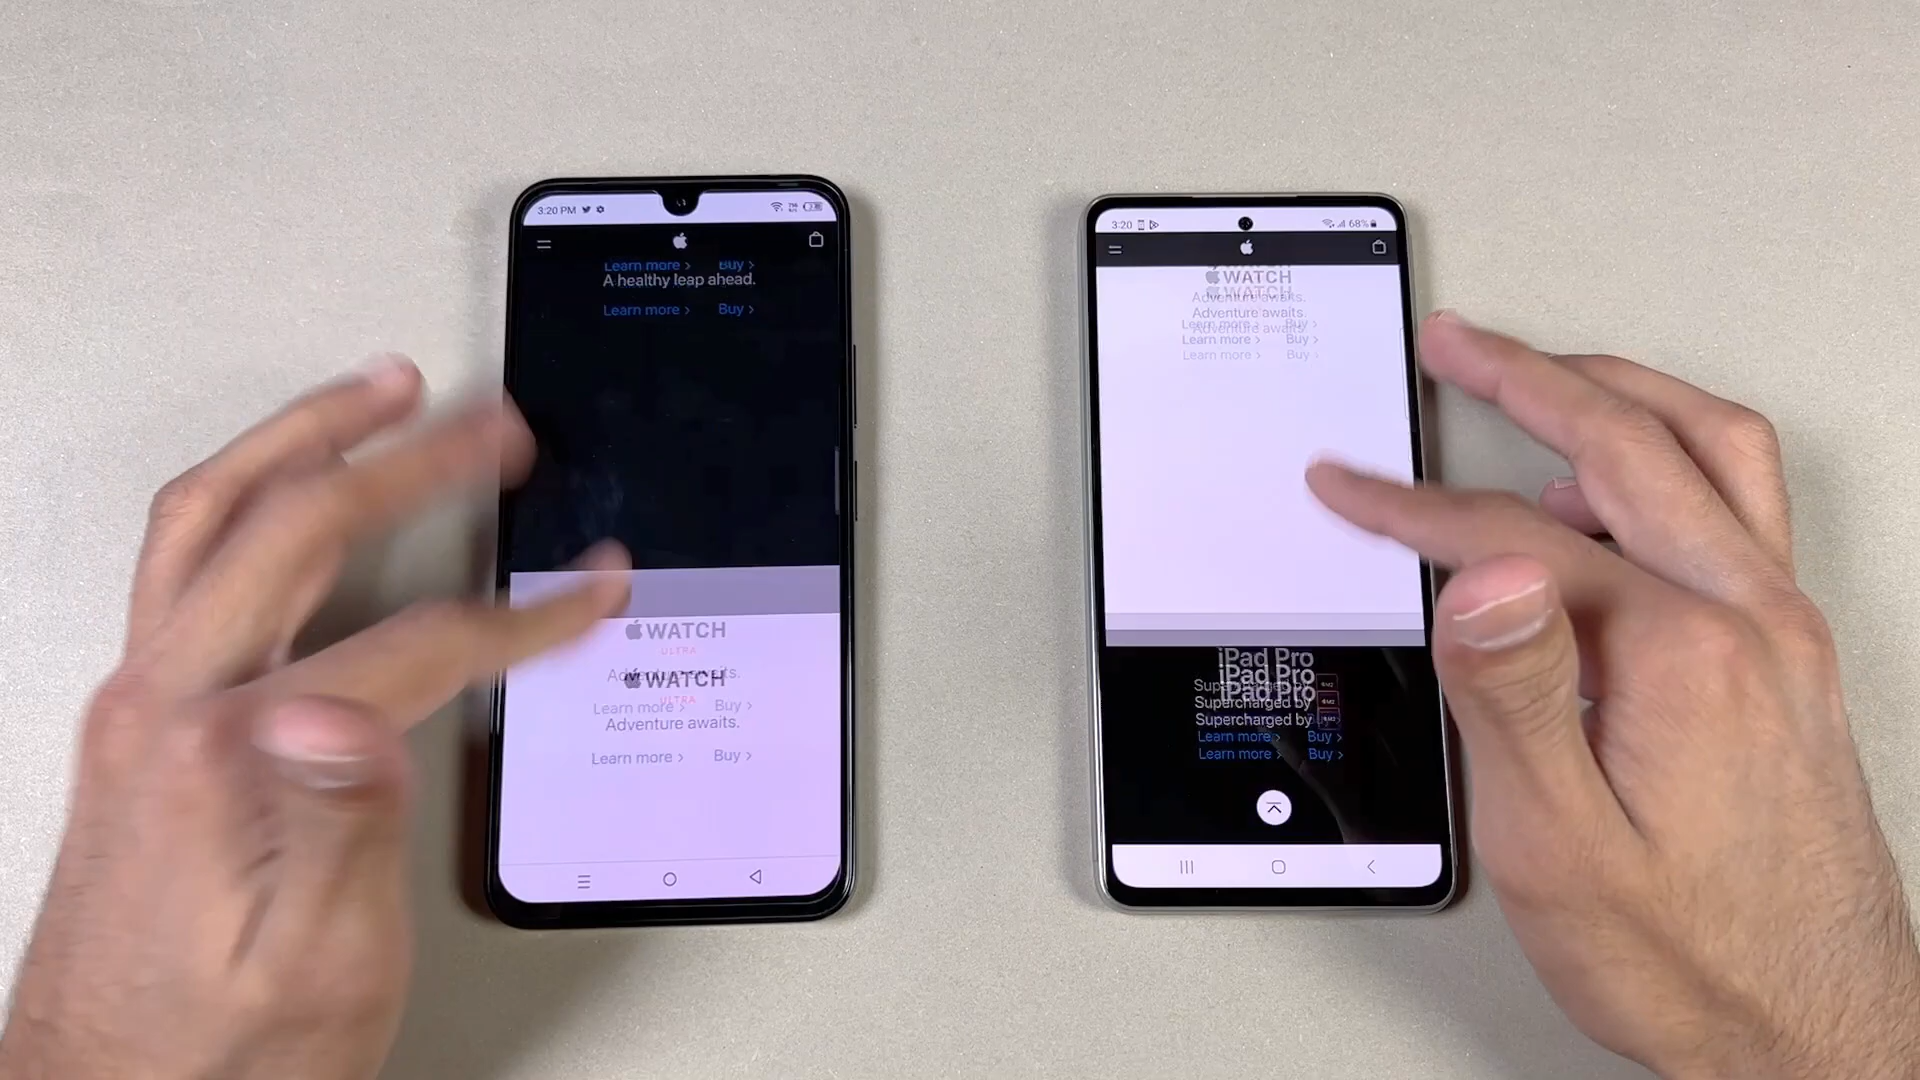 3:20 PM
Learn more > Buy >
A healthy leap ahead.
Learn more > Buy >
WATCH
ULTRA
Adventure awaits.
WATCH
ULTRA
Learn more > Buy >
Adventure awaits.
Learn more > Buy >
3:20
68%
WATCH
WATCH
Adventure awaits.
Adventure awaits.
Learn more > Buy >
Adventure awaits.
Learn more > Buy >
Learn more > Buy >
iPad Pro
iPad Pro
Supercharged by
iPad Pro
Supercharged by
Supercharged by
Learn more > Buy >
Learn more > Buy >